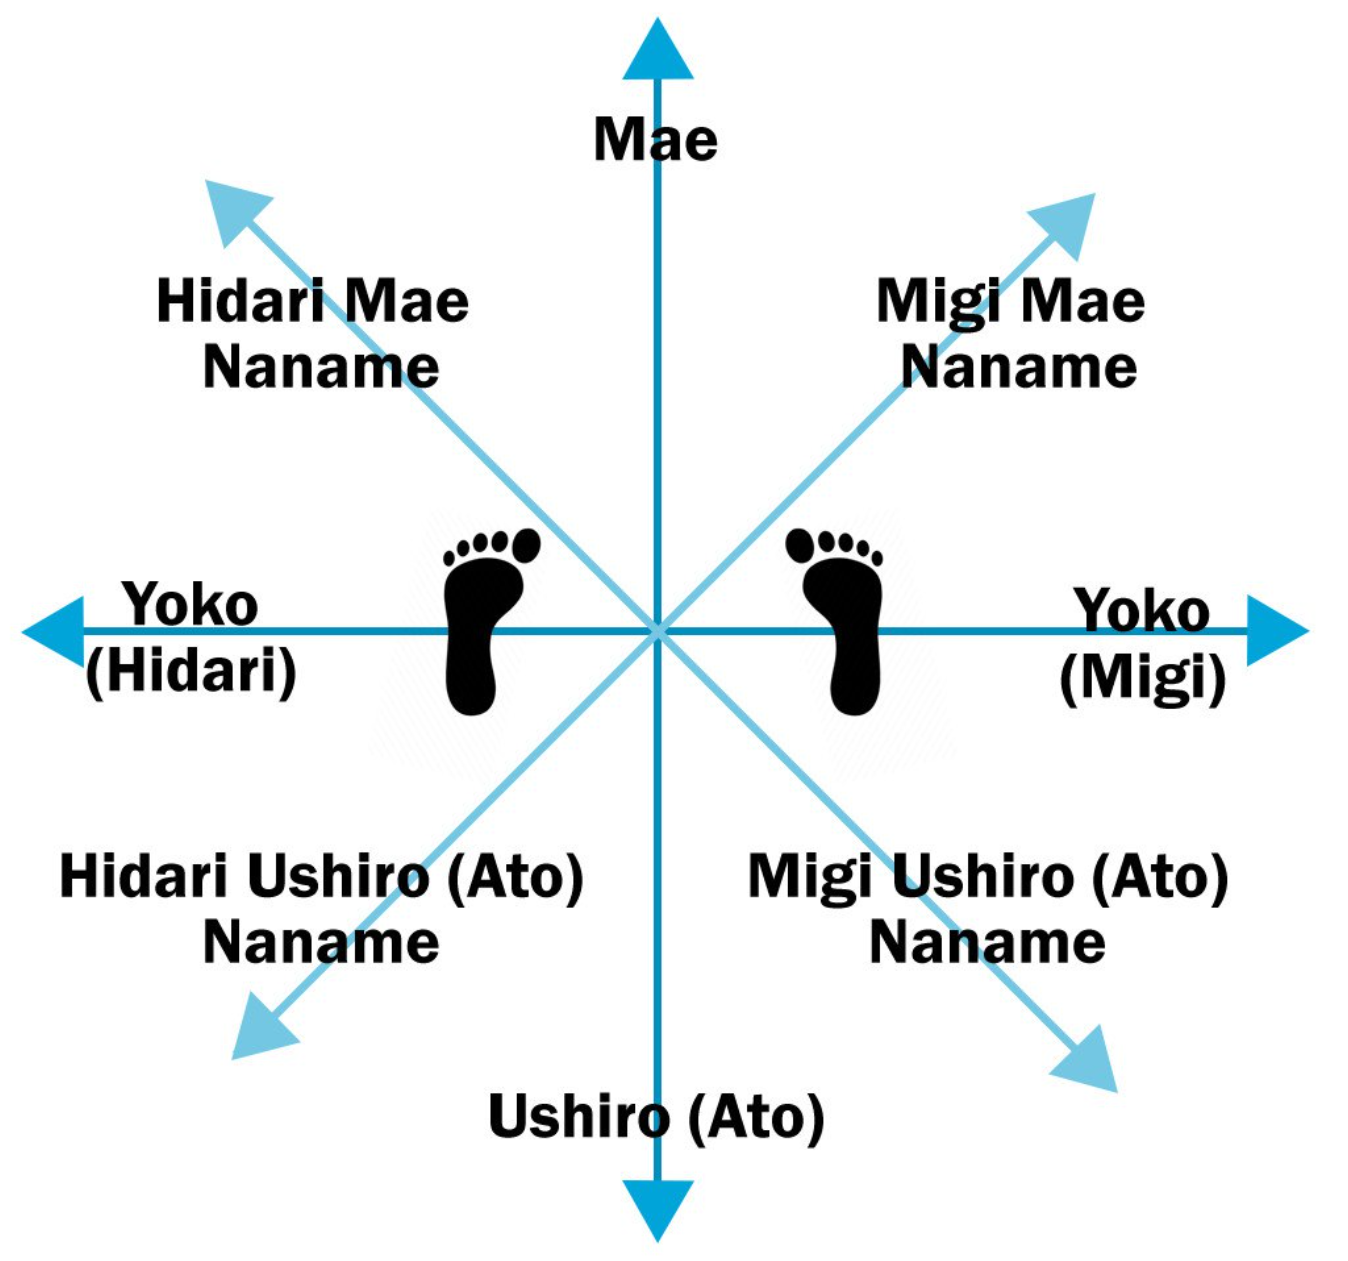 Mae
Hidari Mae
Naname
Migi Mae
Naname
Yoko
(Hidari)
Yoko
(Migi)
Hidari Ushiro (Ato)
Naname
Migi Ushiro (Ato)
Naname
Ushiro (Ato)